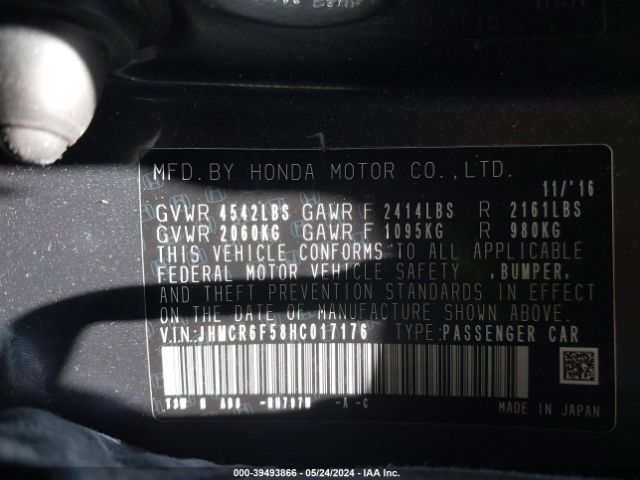 MFD. BY HONDA MOTOR CO., LTD.
11/'16
GVWR 4542LBS GAWR F 2414LBS R 2161LBS
GVWR 2060KG GAWR F 1095KG R 980KG
THIS VEHICLE CONFORMS TO ALL APPLICABLE
FEDERAL MOTOR VEHICLE SAFETY ,BUMPER,
AND THEFT PREVENTION STANDARDS IN EFFECT
ON THE DATE OF MANUFACTURE SHOWN ABOVE.
V.I.N.:JHMCR6F58HC017176 TYPE:PASSENGER CAR
-NH797M -A -C
MADE IN JAPAN
000-39493866 - 05/24/2024 - IAA Inc.